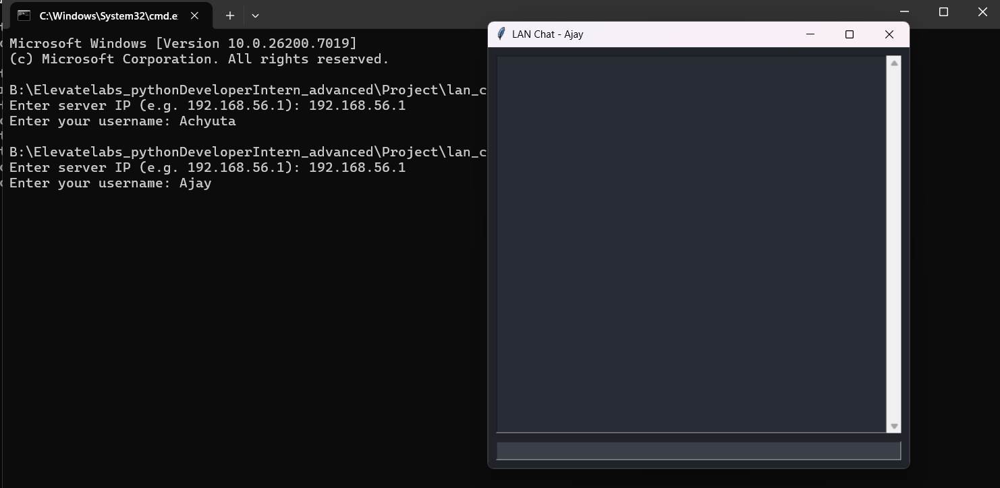 C:\Windows\System32\cmd.e
Microsoft Windows [Version 10.0.26200.7019]
(c) Microsoft Corporation. All rights reserved.
B:\Elevatelabs_pythonDeveloperIntern_advanced\Project\lan_c
Enter server IP (e.g. 192.168.56.1): 192.168.56.1
Enter your username: Achyuta
B:\Elevatelabs_pythonDeveloperIntern_advanced\Project\lan_c
Enter server IP (e.g. 192.168.56.1): 192.168.56.1
Enter your username: Ajay
LAN Chat - Ajay